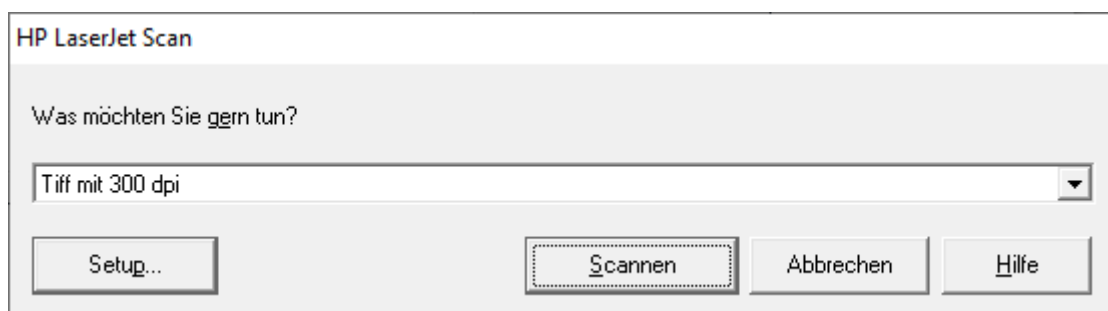 HP LaserJet Scan
Was möchten Sie gern tun?
Tiff mit 300 dpi
Setup... Scannen Abbrechen Hilfe